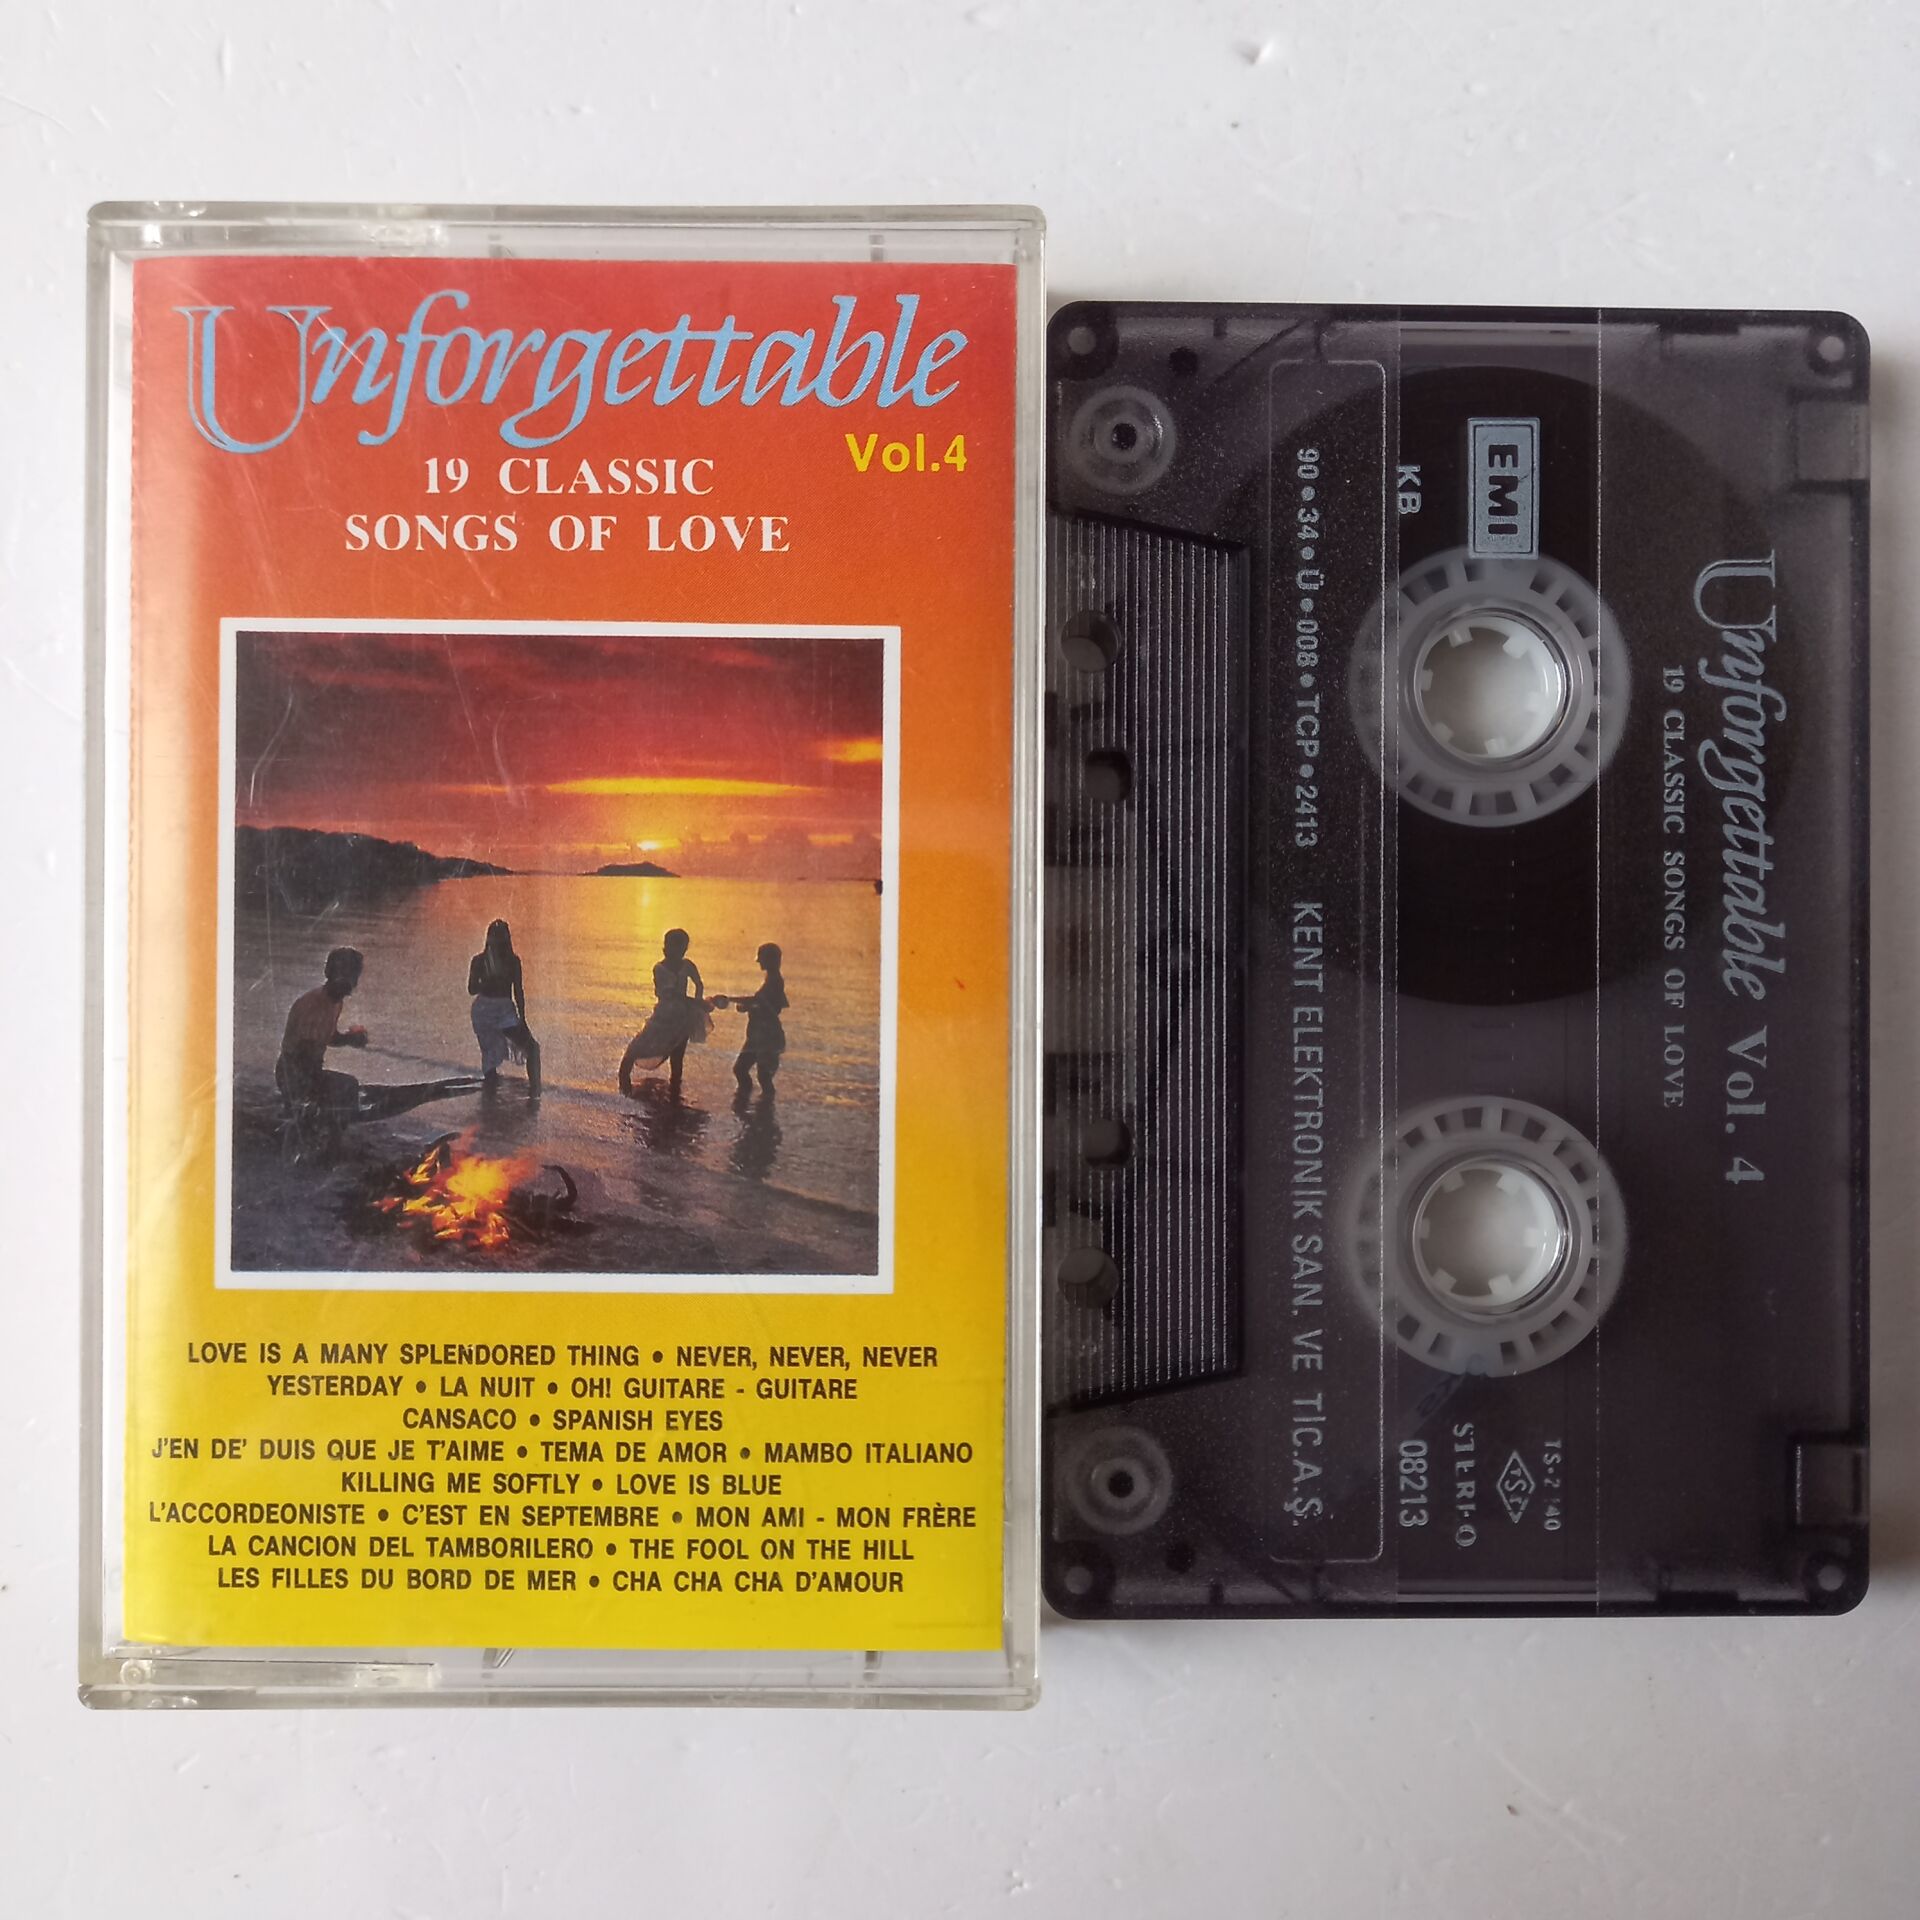 Unforgettable
Vol.4
19 CLASSIC
SONGS OF LOVE
LOVE IS A MANY SPLENDORED THING • NEVER, NEVER, NEVER
YESTERDAY • LA NUIT • OH! GUITARE - GUITARE
CANSACO • SPANISH EYES
J'EN DE' DUIS QUE JE T'AIME • TEMA DE AMOR • MAMBO ITALIANO
KILLING ME SOFTLY • LOVE IS BLUE
L'ACCORDEONISTE • C'EST EN SEPTEMBRE • MON AMI - MON FRÈRE
LA CANCION DEL TAMBORILERO • THE FOOL ON THE HILL
LES FILLES DU BORD DE MER • CHA CHA CHA D'AMOUR
Unforgettable Vol. 4
19 CLASSIC SONGS OF LOVE
EMI
KB
STEREO
08213
90•34•Ü•008•TCP•2413 KENT ELEKTRONİK SAN. VE TİC.A.Ş.